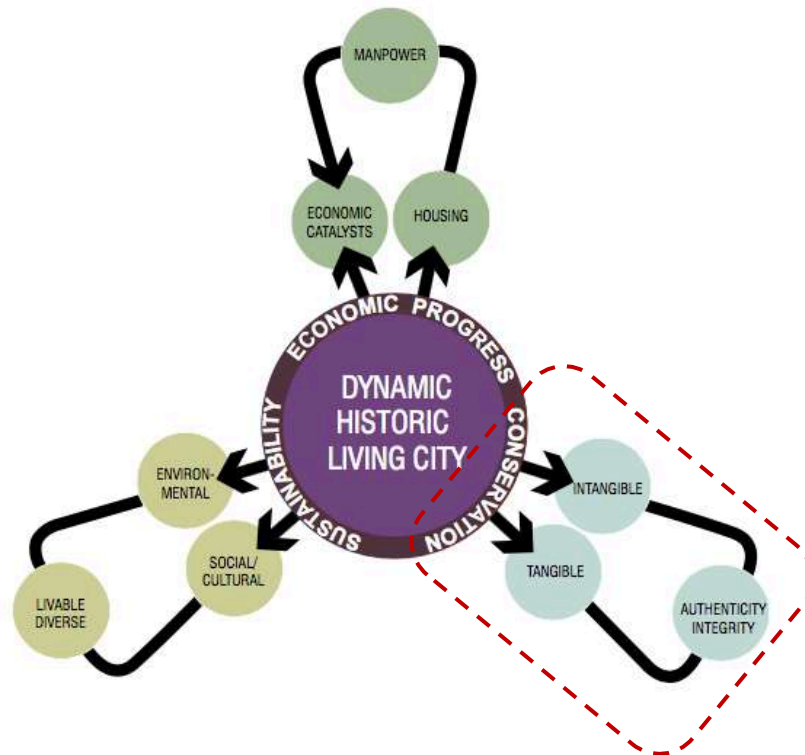 MANPOWER
ECONOMIC
CATALYSTS
HOUSING
ECONOMIC PROGRESS
DYNAMIC
HISTORIC
LIVING CITY
SUSTAINABILITY
CONSERVATION
ENVIRON-
MENTAL
SOCIAL/
CULTURAL
LIVABLE
DIVERSE
INTANGIBLE
TANGIBLE
AUTHENTICITY
INTEGRITY